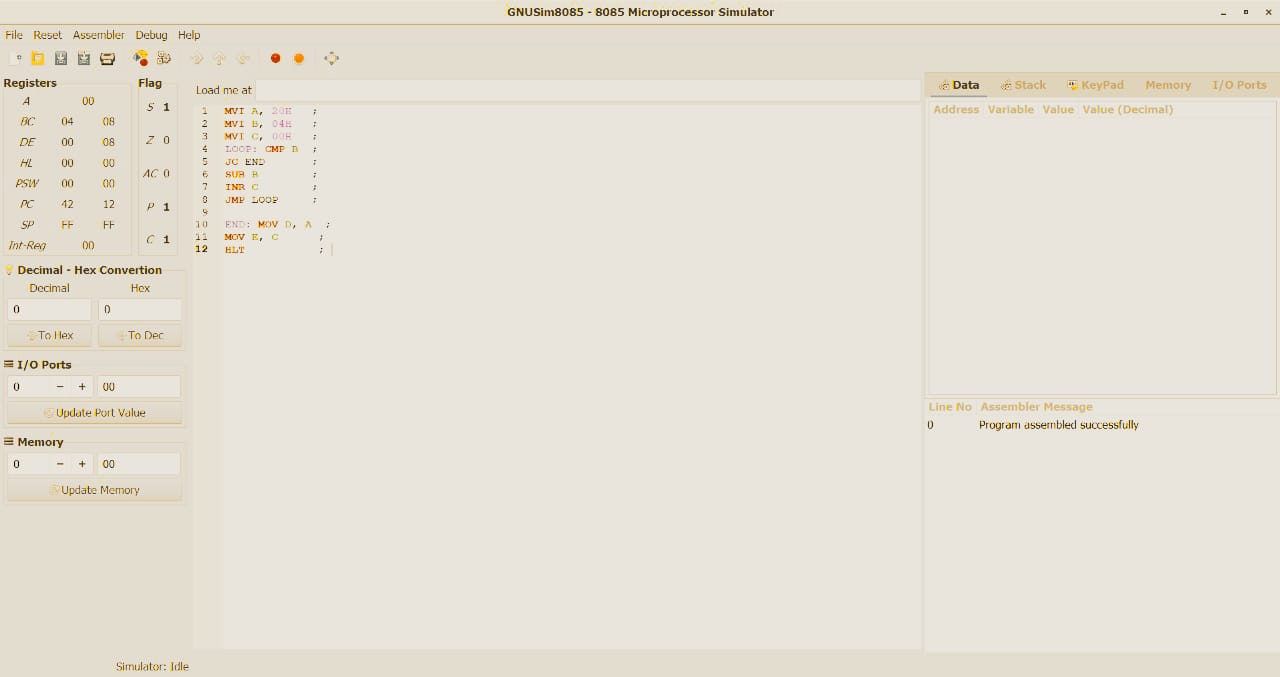 GNUSim8085 - 8085 Microprocessor Simulator
File Reset Assembler Debug Help
Registers
A 00
BC 04 08
DE 00 08
HL 00 00
PSW 00 00
PC 42 12
SP FF FF
Int-Reg 00
Flag
S 1
Z 0
AC 0
P 1
C 1
Decimal - Hex Convertion
Decimal Hex
0 0
To Hex To Dec
I/O Ports
0 − + 00
Update Port Value
Memory
0 − + 00
Update Memory
Load me at
1 MVI A, 20H ;
2 MVI B, 04H ;
3 MVI C, 00H ;
4 LOOP: CMP B ;
5 JC END ;
6 SUB B ;
7 INR C ;
8 JMP LOOP ;
9
10 END: MOV D, A ;
11 MOV E, C ;
12 HLT ;
Data Stack KeyPad Memory I/O Ports
Address Variable Value Value (Decimal)
Line No Assembler Message
0 Program assembled successfully
Simulator: Idle